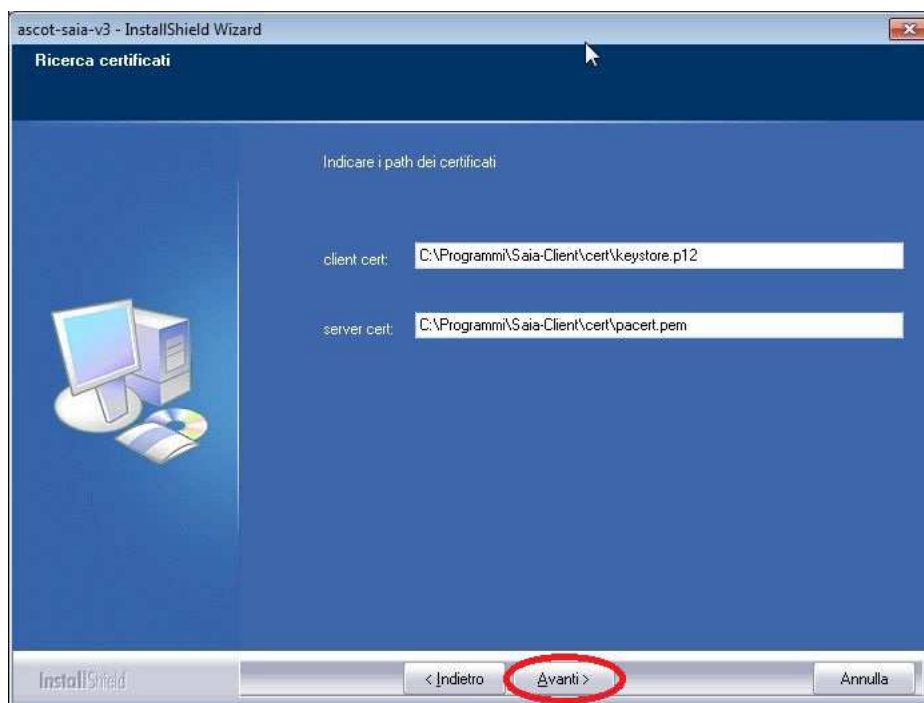 ascot-saia-v3 - InstallShield Wizard
Ricerca certificati
Indicare i path dei certificati
client cert: C:\Programmi\Saia-Client\cert\keystore.p12
server cert: C:\Programmi\Saia-Client\cert\pacert.pem
InstallShield < Indietro Avanti > Annulla